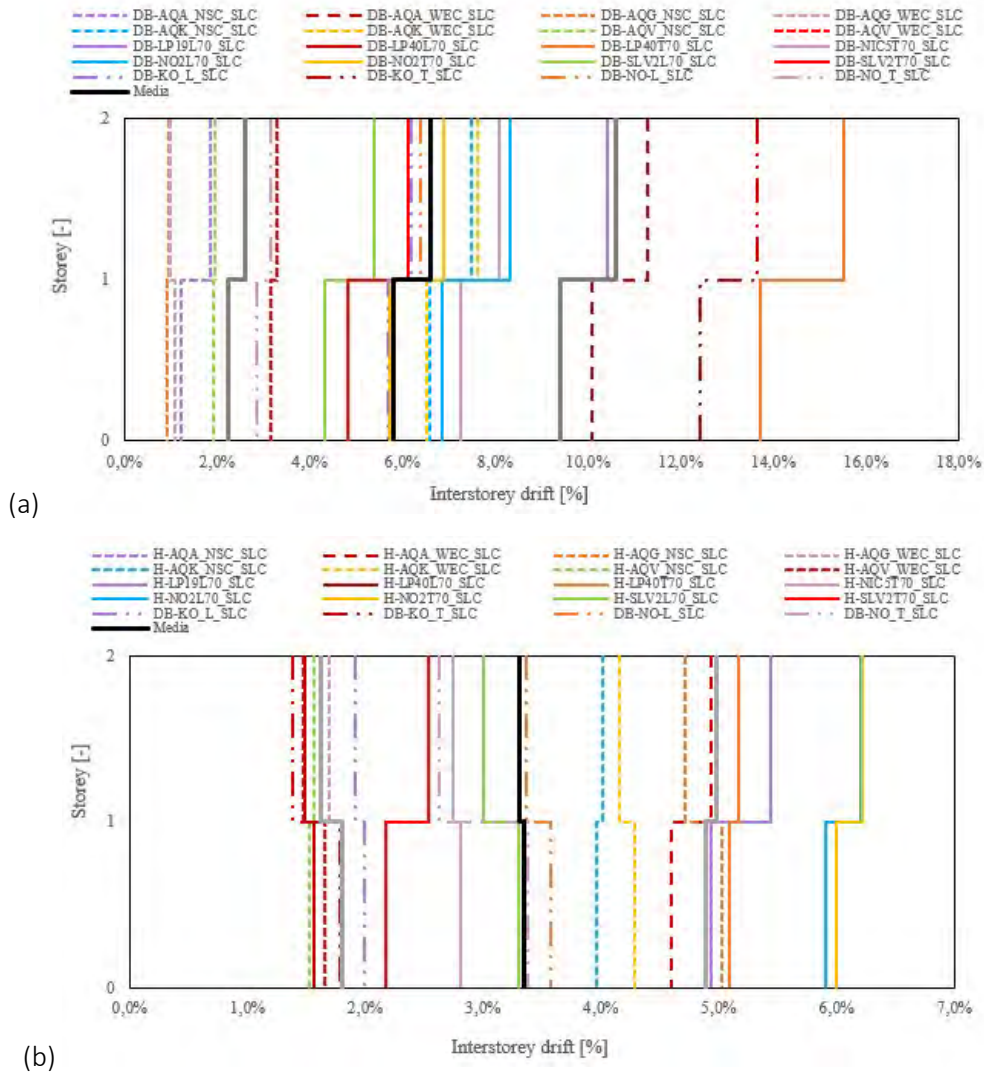 DB-AQA_NSC_SLC DB-AQA_WEC_SLC DB-AQG_NSC_SLC DB-AQG_WEC_SLC
DB-AQK_NSC_SLC DB-AQK_WEC_SLC DB-AQV_NSC_SLC DB-AQV_WEC_SLC
DB-LP19L70_SLC DB-LP40L70_SLC DB-LP40T70_SLC DB-NIC5T70_SLC
DB-NO2L70_SLC DB-NO2T70_SLC DB-SLV2L70_SLC DB-SLV2T70_SLC
DB-KO_L_SLC DB-KO_T_SLC DB-NO-L_SLC DB-NO_T_SLC
Media
2
1
0
Storey [-]
0,0% 2,0% 4,0% 6,0% 8,0% 10,0% 12,0% 14,0% 16,0% 18,0%
Interstorey drift [%]
(a)
H-AQA_NSC_SLC H-AQA_WEC_SLC H-AQG_NSC_SLC H-AQG_WEC_SLC
H-AQK_NSC_SLC H-AQK_WEC_SLC H-AQV_NSC_SLC H-AQV_WEC_SLC
H-LP19L70_SLC H-LP40L70_SLC H-LP40T70_SLC H-NIC5T70_SLC
H-NO2L70_SLC H-NO2T70_SLC H-SLV2L70_SLC H-SLV2T70_SLC
DB-KO_L_SLC DB-KO_T_SLC DB-NO-L_SLC DB-NO_T_SLC
Media
2
1
0
Storey [-]
0,0% 1,0% 2,0% 3,0% 4,0% 5,0% 6,0% 7,0%
Interstorey drift [%]
(b)